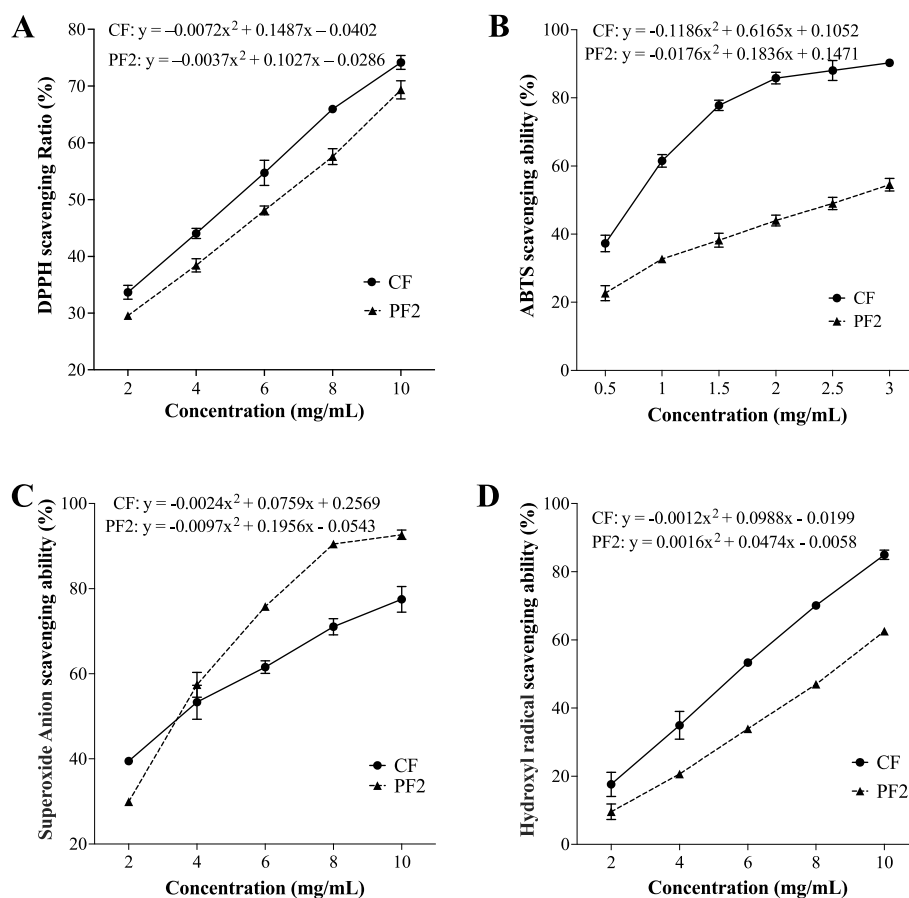 A
CF: y = –0.0072x² + 0.1487x – 0.0402
PF2: y = –0.0037x² + 0.1027x – 0.0286
DPPH scavenging Ratio (%)
80
70
60
50
40
30
20
CF
PF2
2 4 6 8 10
Concentration (mg/mL)
B
CF: y = -0.1186x² + 0.6165x + 0.1052
PF2: y = -0.0176x² + 0.1836x + 0.1471
ABTS scavenging ability (%)
100
80
60
40
20
0
CF
PF2
0.5 1 1.5 2 2.5 3
Concentration (mg/mL)
C
CF: y = -0.0024x² + 0.0759x + 0.2569
PF2: y = -0.0097x² + 0.1956x - 0.0543
Superoxide Anion scavenging ability (%)
100
80
60
40
20
CF
PF2
2 4 6 8 10
Concentration (mg/mL)
D
CF: y = -0.0012x² + 0.0988x - 0.0199
PF2: y = 0.0016x² + 0.0474x - 0.0058
Hydroxyl radical scavenging ability (%)
100
80
60
40
20
0
CF
PF2
2 4 6 8 10
Concentration (mg/mL)